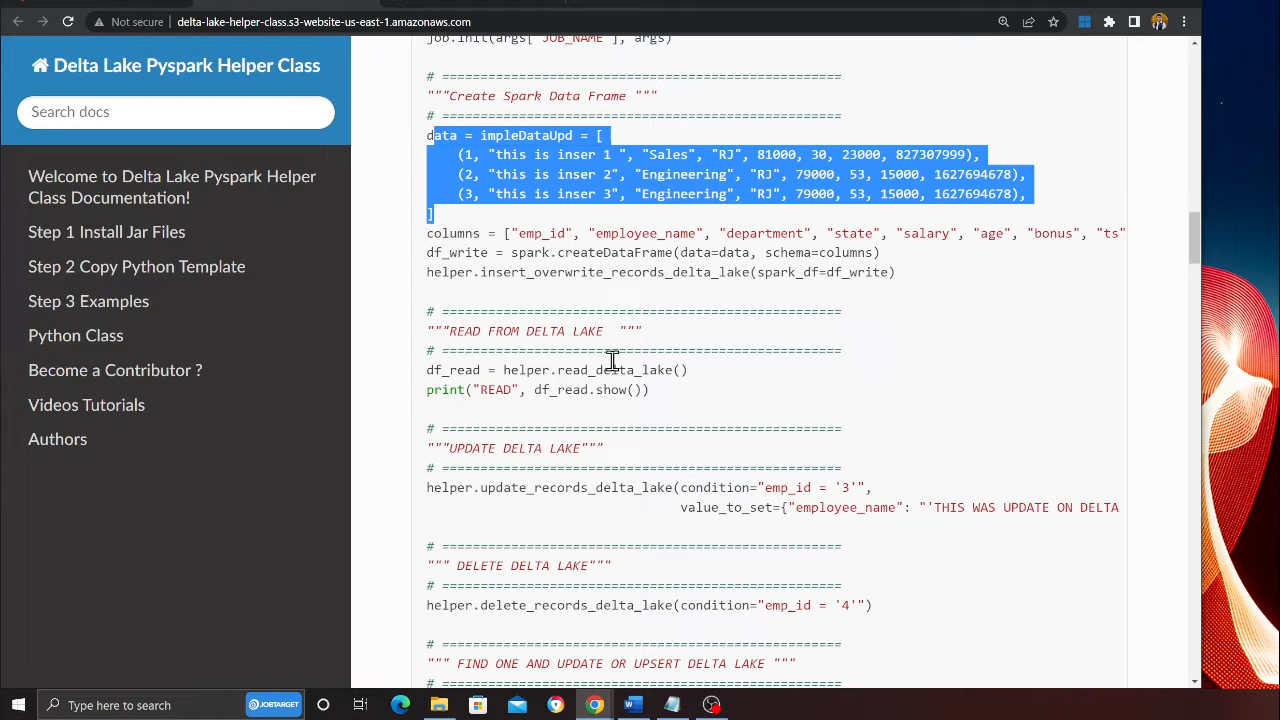 Not secure
delta-lake-helper-class.s3-website-us-east-1.amazonaws.com
Delta Lake Pyspark Helper Class
Search docs
Welcome to Delta Lake Pyspark Helper
Class Documentation!
Step 1 Install Jar Files
Step 2 Copy Python Template
Step 3 Examples
Python Class
Become a Contributor ?
Videos Tutorials
Authors
job.init(args["JOB_NAME"], args)
# ====================================================
"""Create Spark Data Frame """
# ====================================================
data = impleDataUpd = [
(1, "this is inser 1 ", "Sales", "RJ", 81000, 30, 23000, 827307999),
(2, "this is inser 2", "Engineering", "RJ", 79000, 53, 15000, 1627694678),
(3, "this is inser 3", "Engineering", "RJ", 79000, 53, 15000, 1627694678),
]
columns = ["emp_id", "employee_name", "department", "state", "salary", "age", "bonus", "ts"
df_write = spark.createDataFrame(data=data, schema=columns)
helper.insert_overwrite_records_delta_lake(spark_df=df_write)
# ====================================================
"""READ FROM DELTA LAKE  """
# ====================================================
df_read = helper.read_delta_lake()
print("READ", df_read.show())
# ====================================================
"""UPDATE DELTA LAKE"""
# ====================================================
helper.update_records_delta_lake(condition="emp_id = '3'",
value_to_set={"employee_name": "'THIS WAS UPDATE ON DELTA
# ====================================================
""" DELETE DELTA LAKE"""
# ====================================================
helper.delete_records_delta_lake(condition="emp_id = '4'")
# ====================================================
""" FIND ONE AND UPDATE OR UPSERT DELTA LAKE """
# ====================================================
Type here to search
JOBTARGET